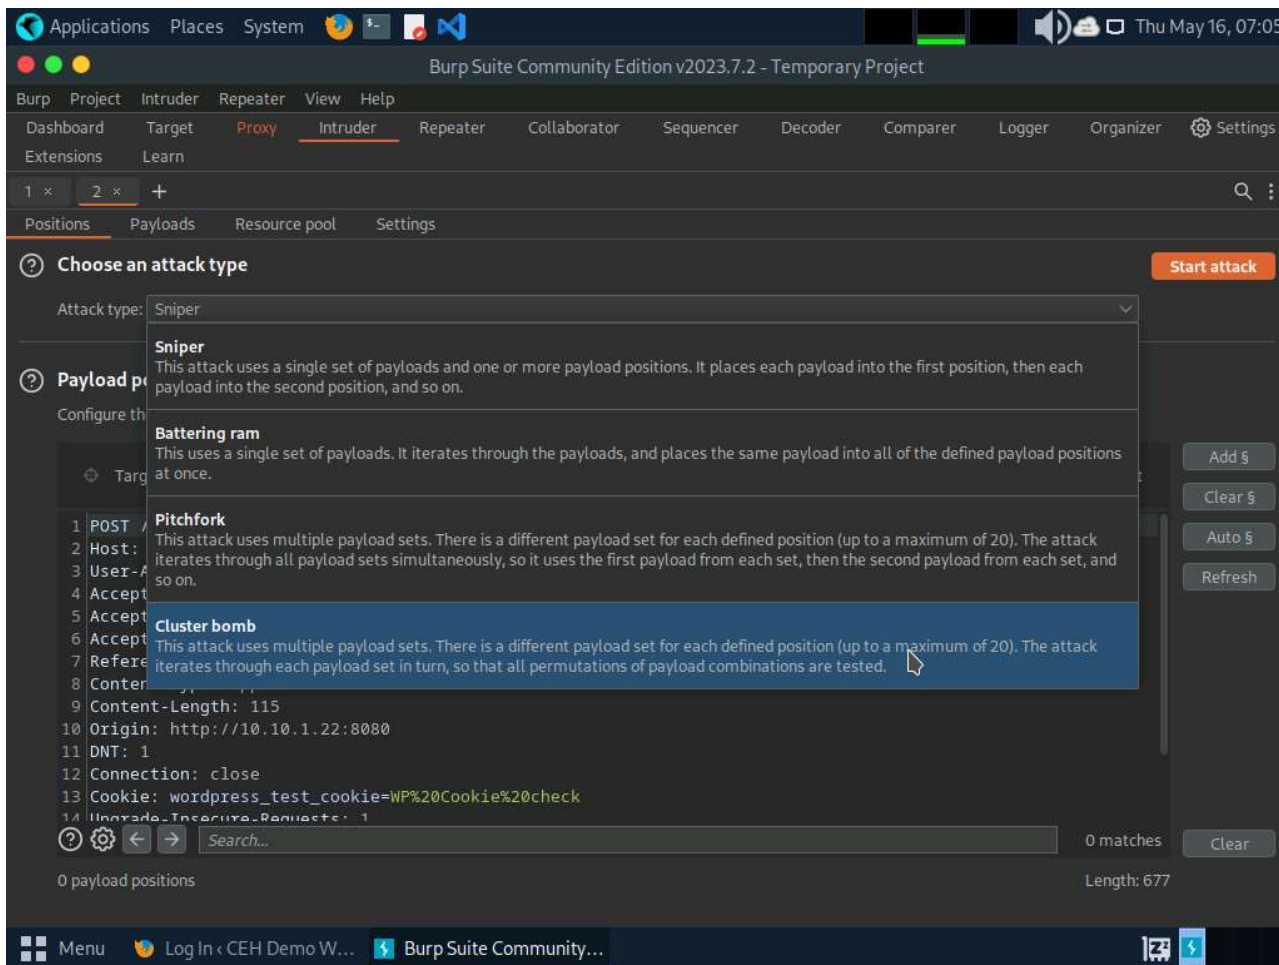 Applications Places System
Thu May 16, 07:05
Burp Suite Community Edition v2023.7.2 - Temporary Project
Burp Project Intruder Repeater View Help
Dashboard Target Proxy Intruder Repeater Collaborator Sequencer Decoder Comparer Logger Organizer Settings
Extensions Learn
1 × 2 × +
Positions Payloads Resource pool Settings
? Choose an attack type
Start attack
Attack type: Sniper
Sniper
This attack uses a single set of payloads and one or more payload positions. It places each payload into the first position, then each
payload into the second position, and so on.
? Payload p
Configure th
Battering ram
This uses a single set of payloads. It iterates through the payloads, and places the same payload into all of the defined payload positions
at once.
Pitchfork
This attack uses multiple payload sets. There is a different payload set for each defined position (up to a maximum of 20). The attack
iterates through all payload sets simultaneously, so it uses the first payload from each set, then the second payload from each set, and
so on.
Cluster bomb
This attack uses multiple payload sets. There is a different payload set for each defined position (up to a maximum of 20). The attack
iterates through each payload set in turn, so that all permutations of payload combinations are tested.
Add §
Clear §
Auto §
Refresh
Targ
1 POST /
2 Host:
3 User-A
4 Accept
5 Accept
6 Accept
7 Refere
8 Conten
9 Content-Length: 115
10 Origin: http://10.10.1.22:8080
11 DNT: 1
12 Connection: close
13 Cookie: wordpress_test_cookie=WP%20Cookie%20check
14 Upgrade-Insecure-Requests: 1
? Search... 0 matches Clear
0 payload positions Length: 677
Menu Log In ‹ CEH Demo W... Burp Suite Community...